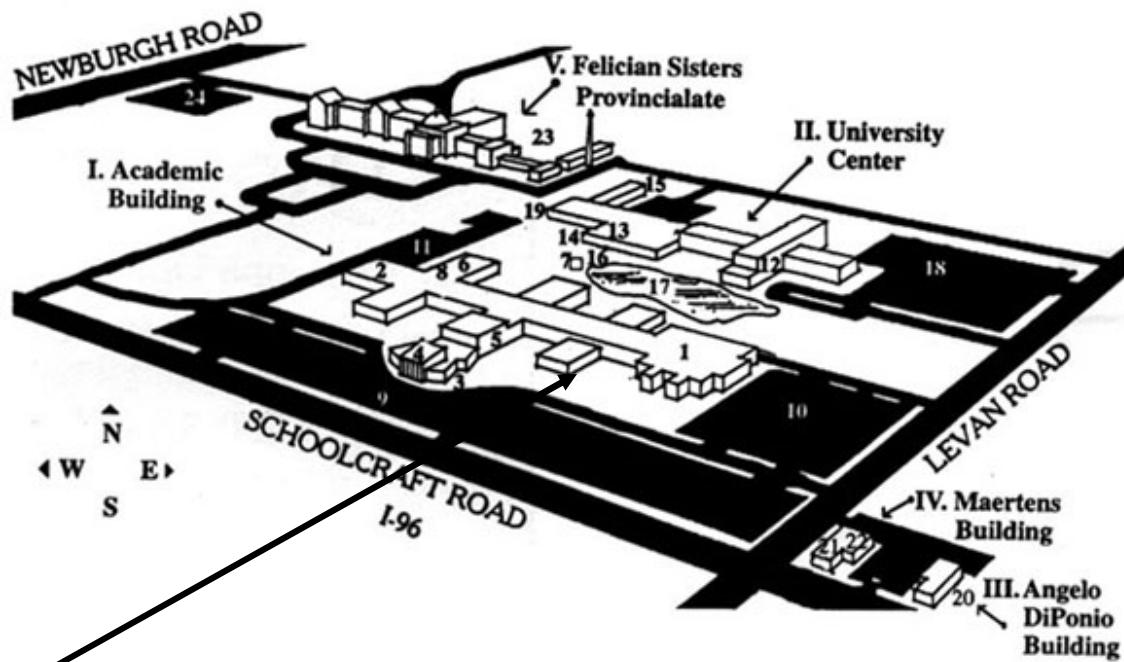 NEWBURGH ROAD
24
V. Felician Sisters
Provincialate
23
II. University
Center
I. Academic
Building
15
19
13
14
11
16
7
12
18
2
8
6
17
1
5
4
3
9
10
LEVAN ROAD
SCHOOLCRAFT ROAD
I-96
N
W E
S
IV. Maertens
Building
21
22
20
III. Angelo
DiPonio
Building